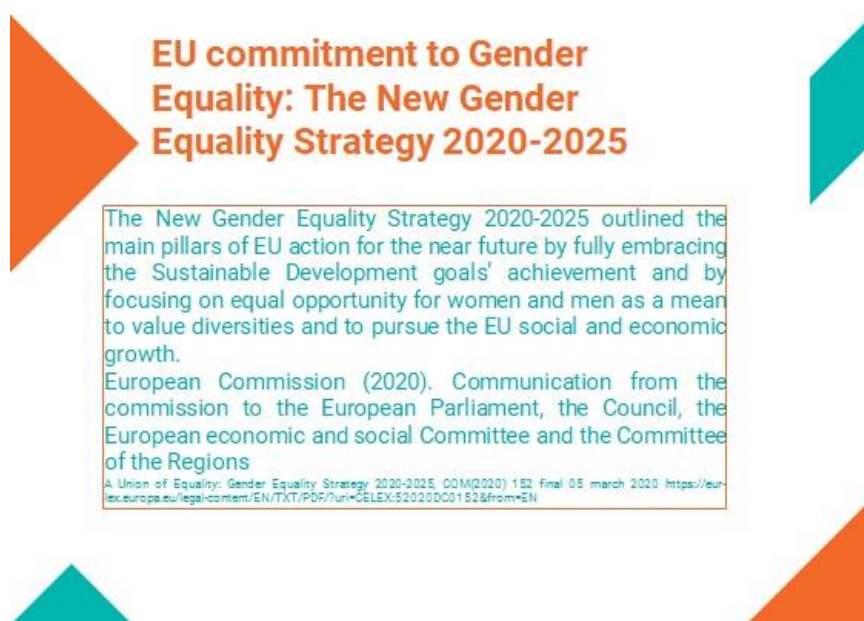 EU commitment to Gender
Equality: The New Gender
Equality Strategy 2020-2025
The New Gender Equality Strategy 2020-2025 outlined the
main pillars of EU action for the near future by fully embracing
the Sustainable Development goals' achievement and by
focusing on equal opportunity for women and men as a mean
to value diversities and to pursue the EU social and economic
growth.
European Commission (2020). Communication from the
commission to the European Parliament, the Council, the
European economic and social Committee and the Committee
of the Regions
A Union of Equality: Gender Equality Strategy 2020-2025, COM(2020) 152 final 05 march 2020 https://eur-
lex.europa.eu/legal-content/EN/TXT/PDF/?uri=CELEX:52020DC0152&from=EN